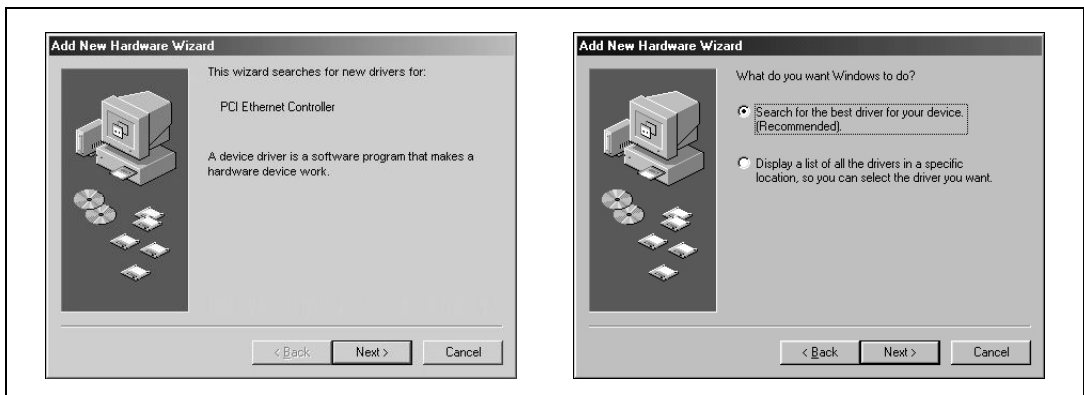 Add New Hardware Wizard
This wizard searches for new drivers for:
PCI Ethernet Controller
A device driver is a software program that makes a
hardware device work.
< Back
Next >
Cancel
Add New Hardware Wizard
What do you want Windows to do?
Search for the best driver for your device.
(Recommended).
Display a list of all the drivers in a specific
location, so you can select the driver you want.
< Back
Next >
Cancel